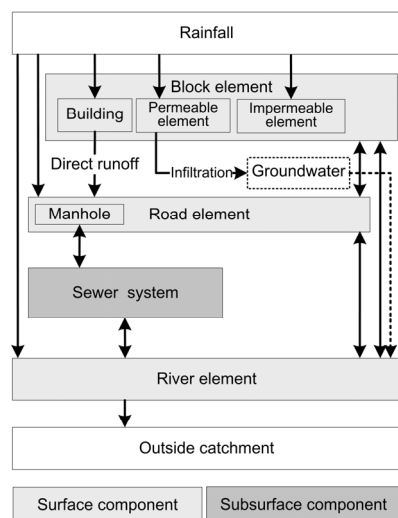 Rainfall
Block element
Building
Permeable
element
Impermeable
element
Direct runoff
Infiltration
Groundwater
Manhole
Road element
Sewer system
River element
Outside catchment
Surface component
Subsurface component